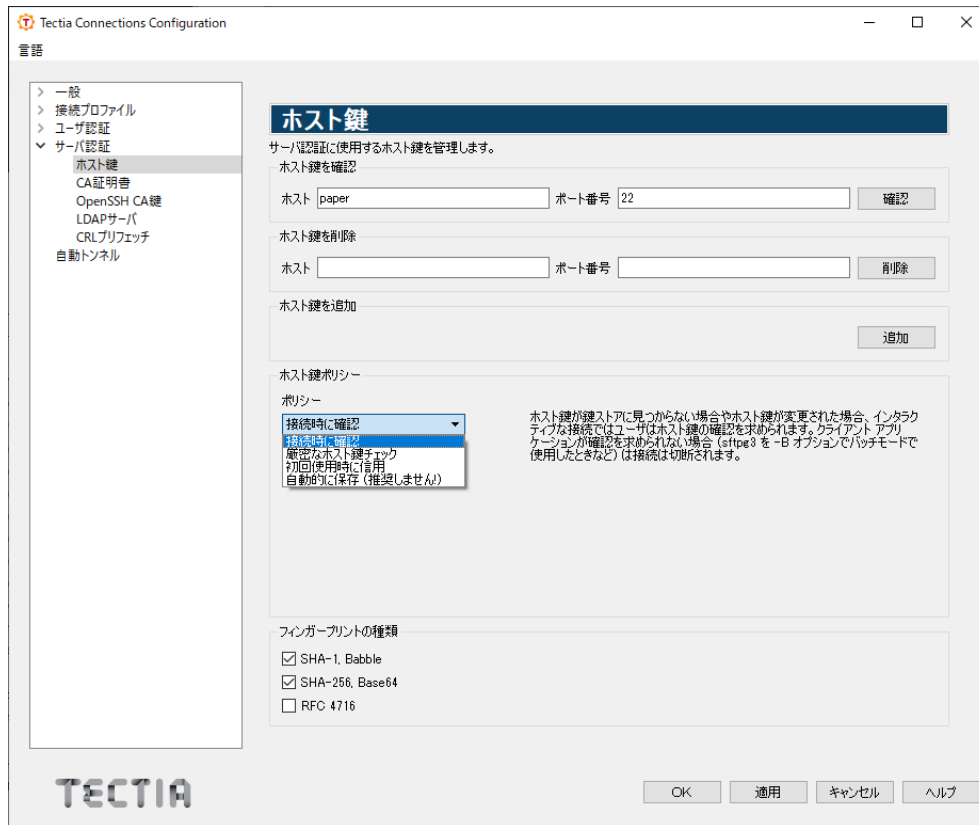 Tectia Connections Configuration
言語
一般
接続プロファイル
ユーザ認証
サーバ認証
ホスト鍵
CA証明書
OpenSSH CA鍵
LDAPサーバ
CRLプリフェッチ
自動トンネル
ホスト鍵
サーバ認証に使用するホスト鍵を管理します。
ホスト鍵を確認
ホスト paper ポート番号 22 確認
ホスト鍵を削除
ホスト ポート番号 削除
ホスト鍵を追加
追加
ホスト鍵ポリシー
ポリシー
接続時に確認
接続時に確認
厳密なホスト鍵チェック
初回使用時に信用
自動的に保存 (推奨しません!)
ホスト鍵が鍵ストアに見つからない場合やホスト鍵が変更された場合、インタラク
ティブな接続ではユーザはホスト鍵の確認を求められます。クライアント アプリ
ケーションが確認を求められない場合 (sftpg3 を -B オプションでバッチモードで
使用したときなど) は接続は切断されます。
フィンガープリントの種類
SHA-1, Babble
SHA-256, Base64
RFC 4716
TECTIA
OK 適用 キャンセル ヘルプ